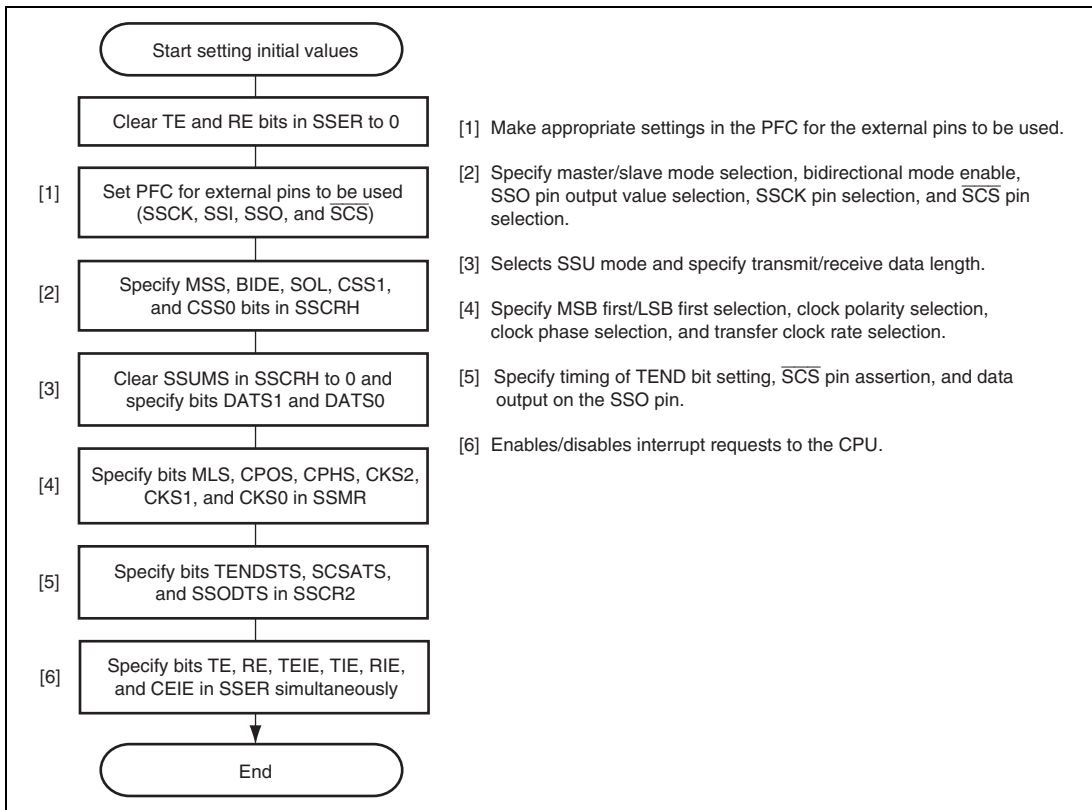 Start setting initial values
Clear TE and RE bits in SSER to 0
[1]
Set PFC for external pins to be used
(SSCK, SSI, SSO, and S̅C̅S̅)
[2]
Specify MSS, BIDE, SOL, CSS1,
and CSS0 bits in SSCRH
[3]
Clear SSUMS in SSCRH to 0 and
specify bits DATS1 and DATS0
[4]
Specify bits MLS, CPOS, CPHS, CKS2,
CKS1, and CKS0 in SSMR
[5]
Specify bits TENDSTS, SCSATS,
and SSODTS in SSCR2
[6]
Specify bits TE, RE, TEIE, TIE, RIE,
and CEIE in SSER simultaneously
End
[1] Make appropriate settings in the PFC for the external pins to be used.
[2] Specify master/slave mode selection, bidirectional mode enable,
SSO pin output value selection, SSCK pin selection, and S̅C̅S̅ pin
selection.
[3] Selects SSU mode and specify transmit/receive data length.
[4] Specify MSB first/LSB first selection, clock polarity selection,
clock phase selection, and transfer clock rate selection.
[5] Specify timing of TEND bit setting, S̅C̅S̅ pin assertion, and data
output on the SSO pin.
[6] Enables/disables interrupt requests to the CPU.